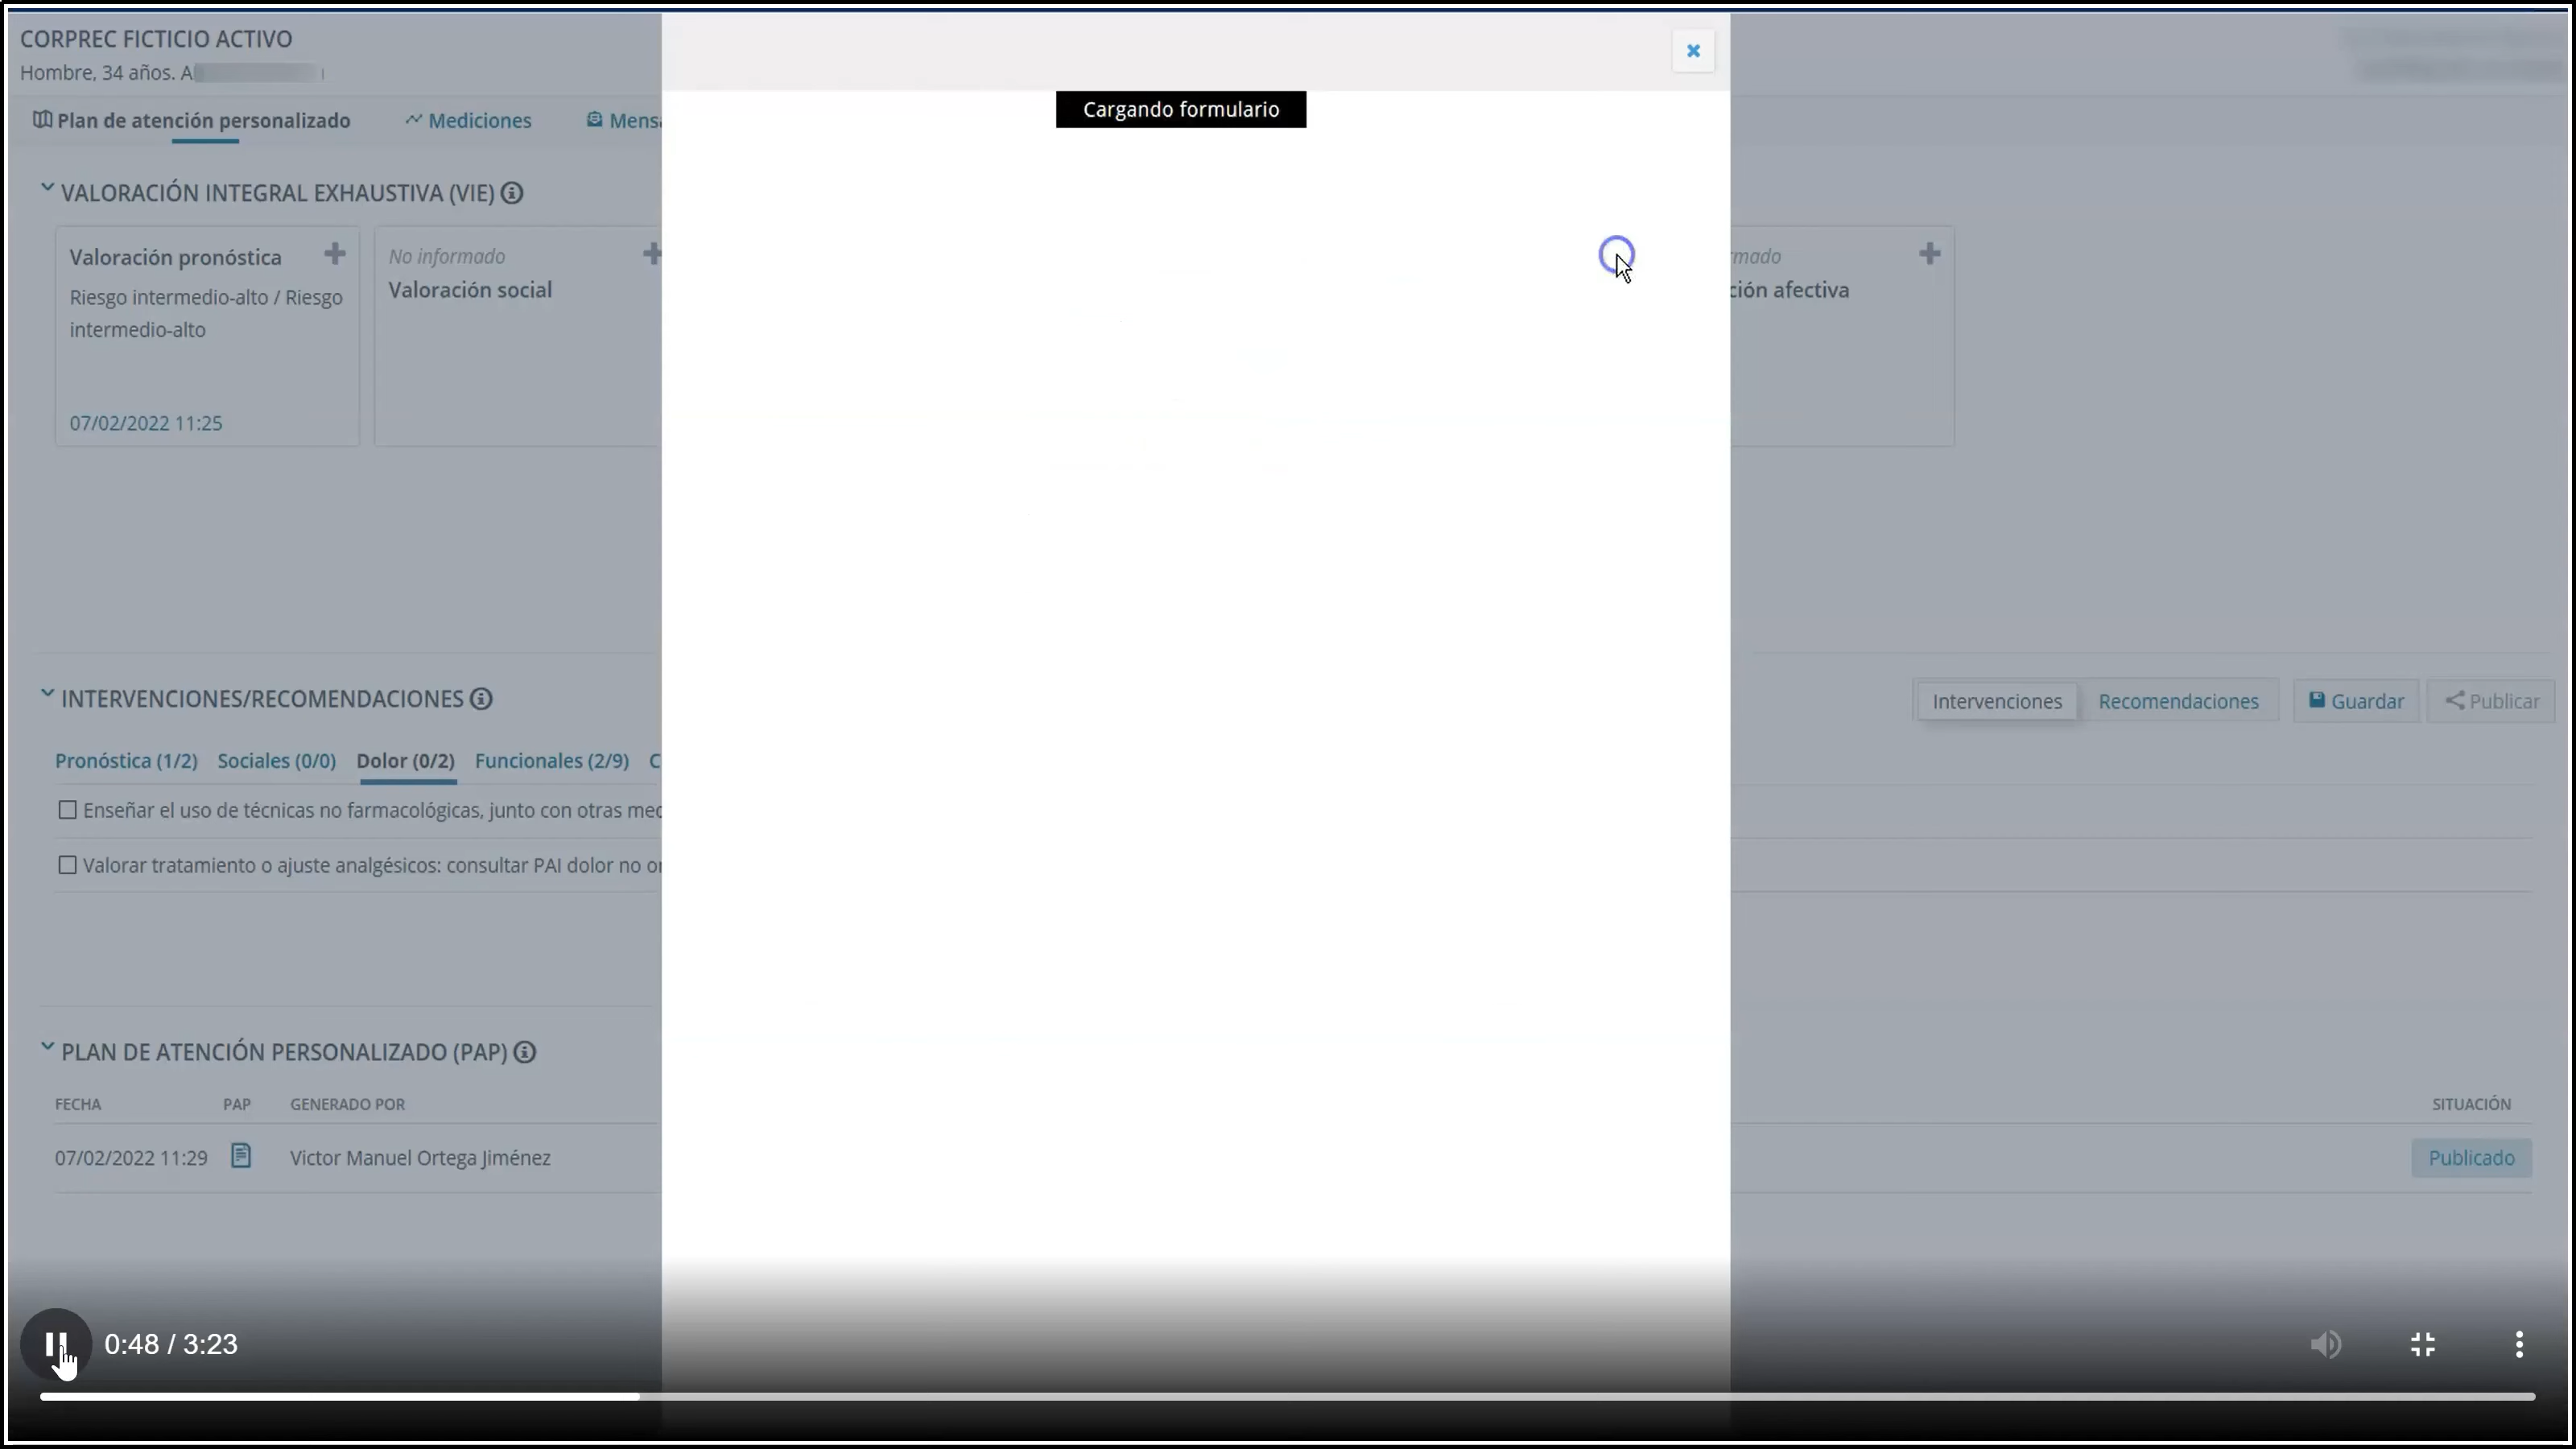 CORPREC FICTICIO ACTIVO
Hombre, 34 años.
Plan de atención personalizado
Mediciones
VALORACIÓN INTEGRAL EXHAUSTIVA (VIE)
Valoración pronóstica
Riesgo intermedio-alto / Riesgo
intermedio-alto
07/02/2022 11:25
No informado
Valoración social
Cargando formulario
afectiva
INTERVENCIONES/RECOMENDACIONES
Intervenciones
Recomendaciones
Guardar
Publicar
Pronóstica (1/2)
Sociales (0/0)
Dolor (0/2)
Funcionales (2/9)
Enseñar el uso de técnicas no farmacológicas, junto con otras
Valorar tratamiento o ajuste analgésicos: consultar PAI dolor no
PLAN DE ATENCIÓN PERSONALIZADO (PAP)
FECHA PAP GENERADO POR SITUACIÓN
07/02/2022 11:29 Victor Manuel Ortega Jiménez Publicado
0:48 / 3:23